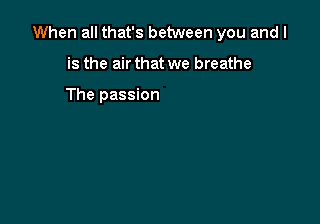 When all that's between you and I
is the air that we breathe
The passion